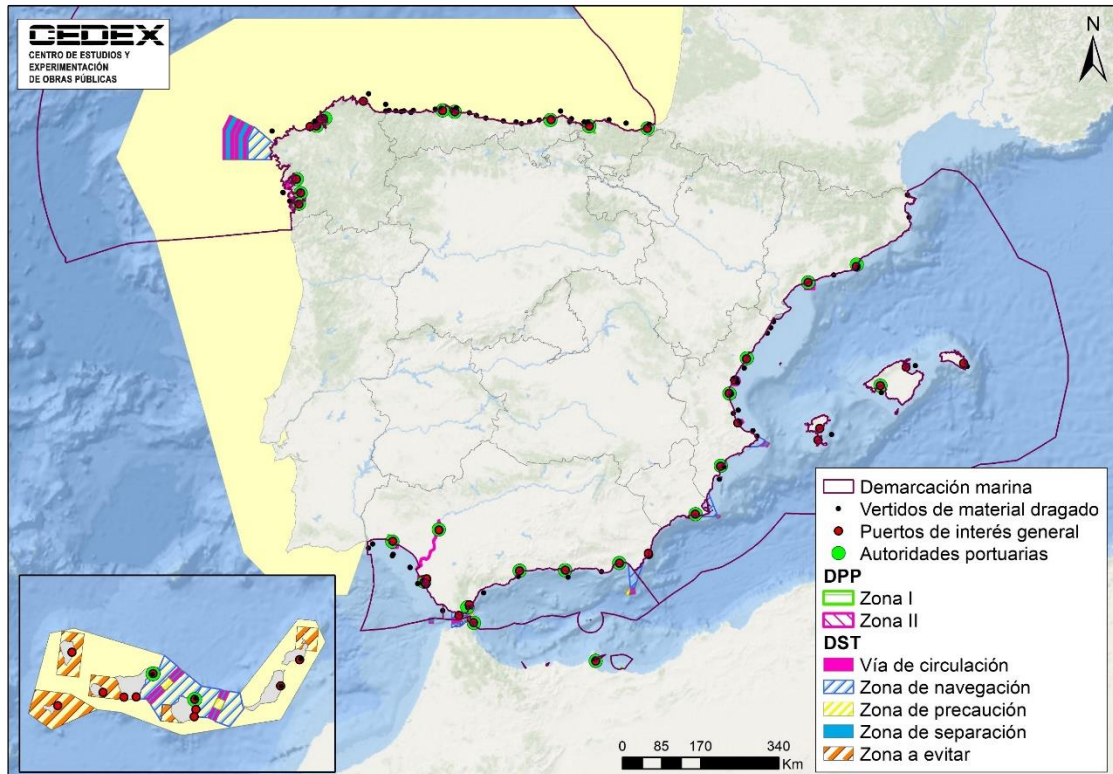 CEDEX
CENTRO DE ESTUDIOS Y
EXPERIMENTACIÓN
DE OBRAS PÚBLICAS
N
Demarcación marina
Vertidos de material dragado
Puertos de interés general
Autoridades portuarias
DPP
Zona I
Zona II
DST
Vía de circulación
Zona de navegación
Zona de precaución
Zona de separación
Zona a evitar
0 85 170 340
Km